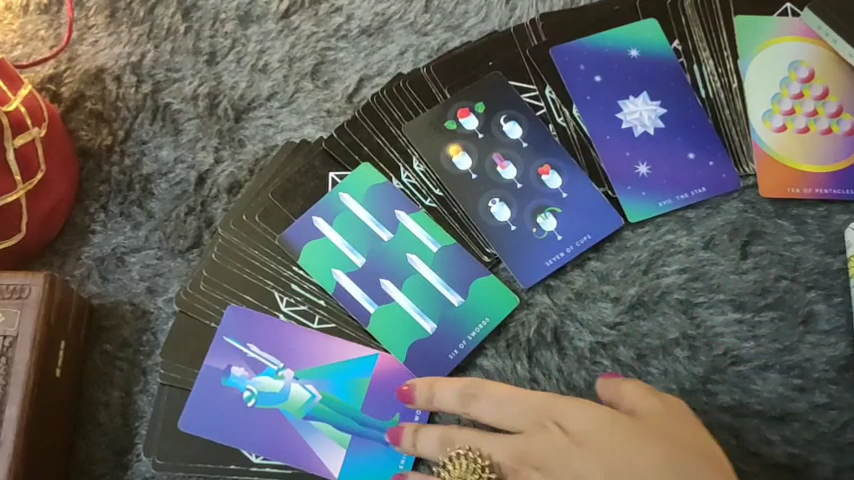 TEN OF PENTACLES
XVII. THE STAR
SEVEN OF CUPS
SIX OF SWORDS